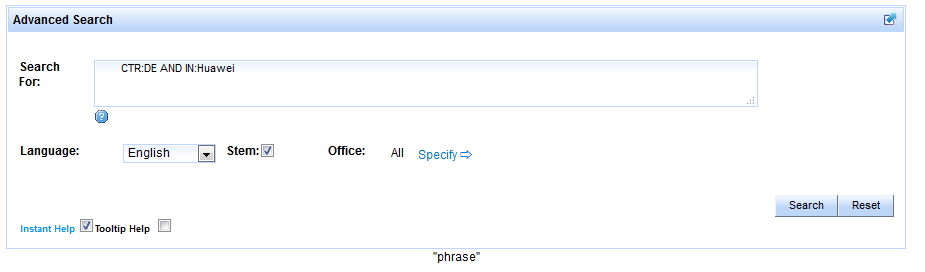 Advanced Search
Search For:
CTR:DE AND IN:Huawei
?
Language: English Stem: Office: All Specify
Search Reset
Instant Help Tooltip Help
"phrase"